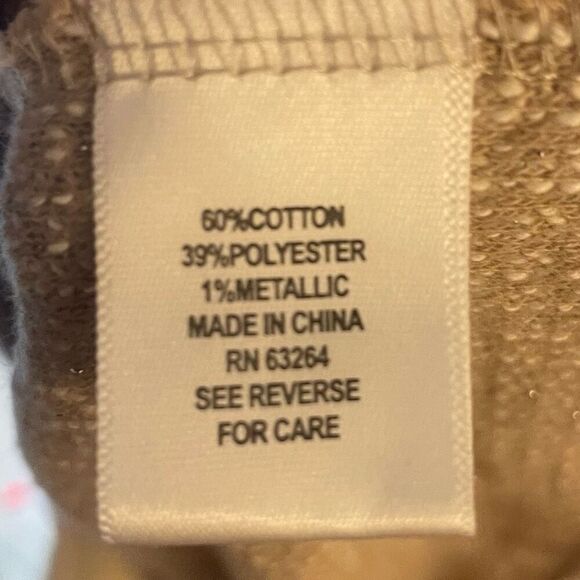 60%COTTON
39%POLYESTER
1%METALLIC
MADE IN CHINA
RN 63264
SEE REVERSE
FOR CARE